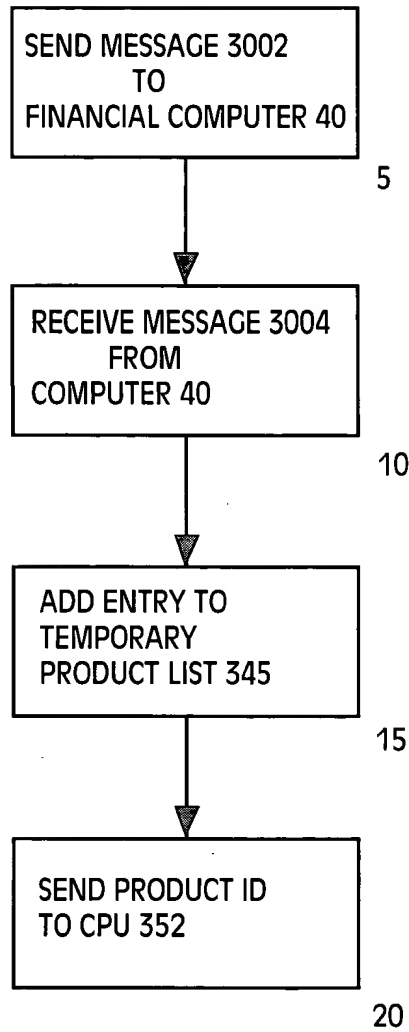 SEND MESSAGE 3002
TO
FINANCIAL COMPUTER 40
5
RECEIVE MESSAGE 3004
FROM
COMPUTER 40
10
ADD ENTRY TO
TEMPORARY
PRODUCT LIST 345
15
SEND PRODUCT ID
TO CPU 352
20